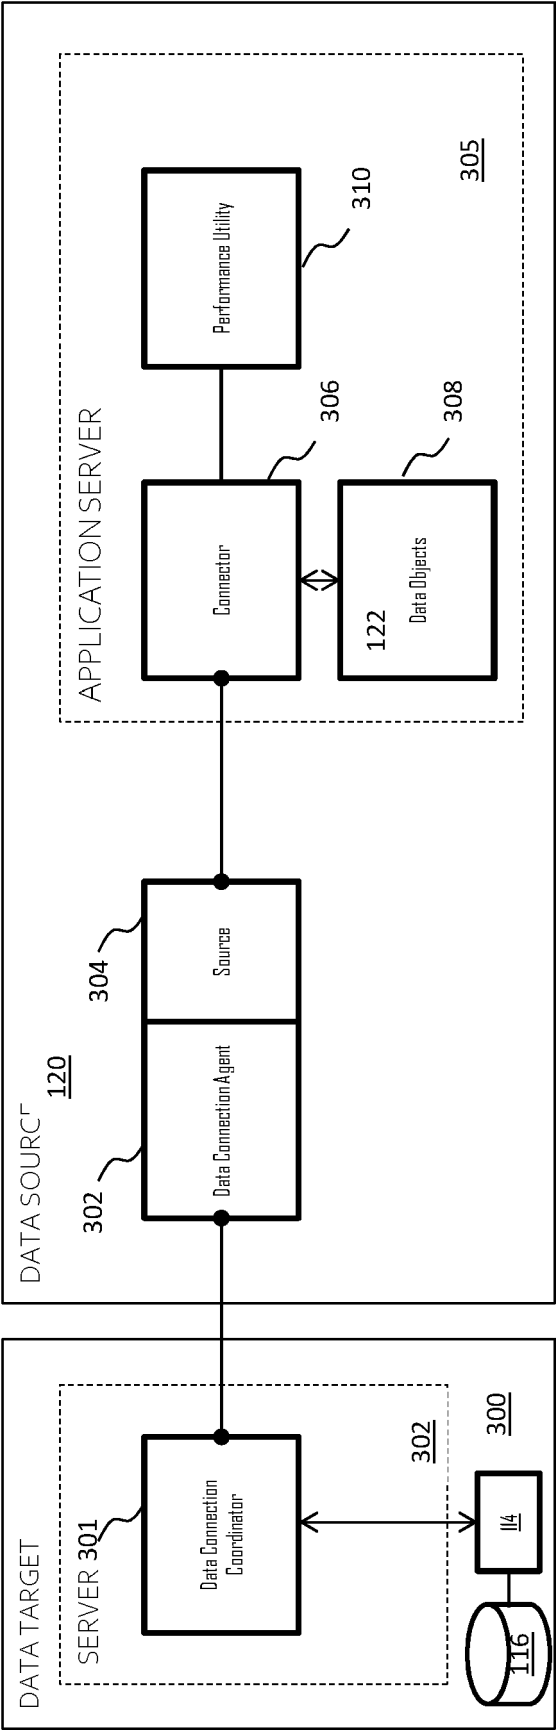 DATA TARGET
SERVER 301
Data Connection
Coordinator
302
300
114
116
DATA SOURC
120
302
304
Data Connection Agent
Source
APPLICATION SERVER
Connector
306
Performance Utility
310
122
Data Objects
308
305